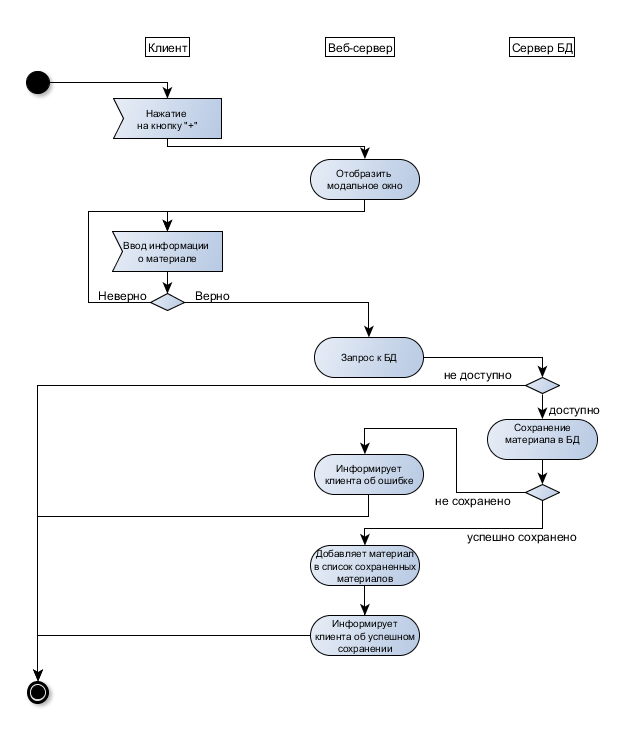 Клиент
Веб-сервер
Сервер БД
Нажатие
на кнопку "+"
Отобразить
модальное окно
Ввод информации
о материале
Неверно
Верно
Запрос к БД
не доступно
доступно
Сохранение
материала в БД
Информирует
клиента об ошибке
не сохранено
успешно сохранено
Добавляет материал
в список сохраненных
материалов
Информирует
клиента об успешном
сохранении